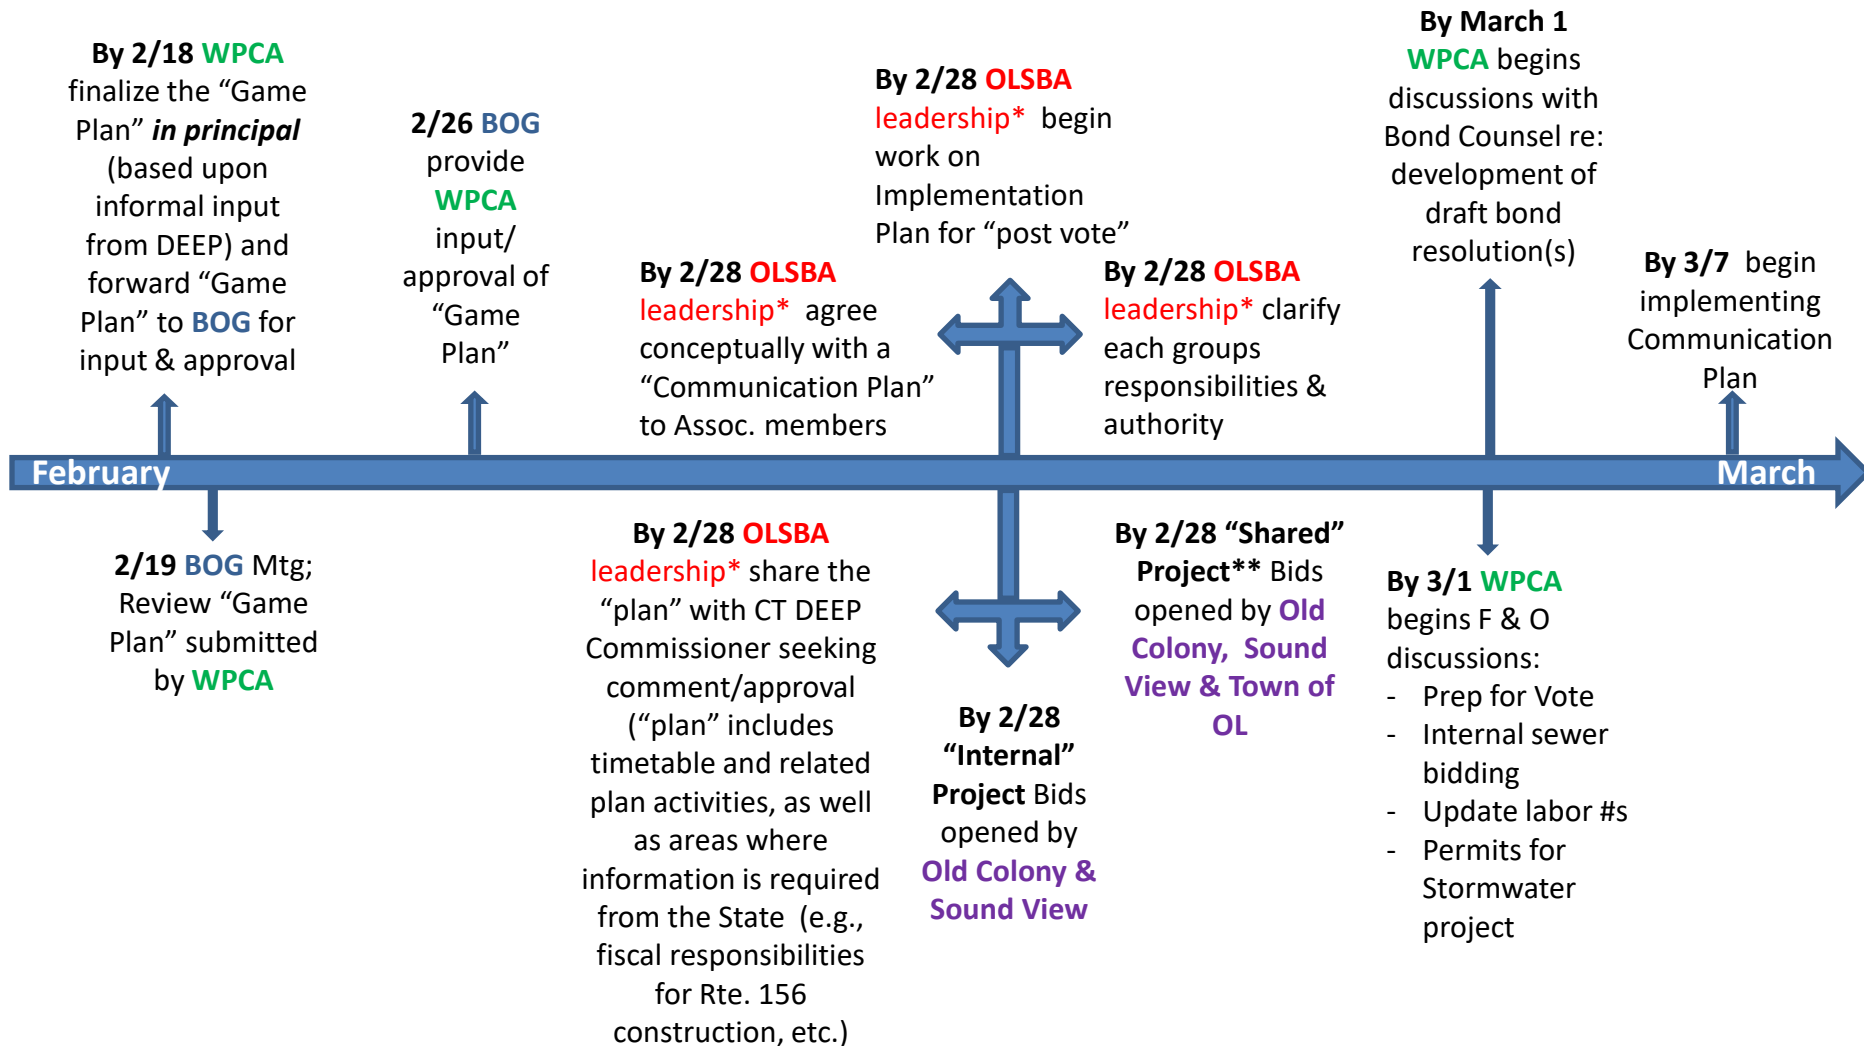 By 2/18 WPCA
finalize the “Game
Plan” in principal
(based upon
informal input
from DEEP) and
forward “Game
Plan” to BOG for
input & approval
2/26 BOG
provide
WPCA
input/
approval of
“Game
Plan”
By 2/28 OLSBA
leadership* agree
conceptually with a
“Communication Plan”
to Assoc. members
By 2/28 OLSBA
leadership* begin
work on
Implementation
Plan for “post vote”
By 2/28 OLSBA
leadership* clarify
each groups
responsibilities &
authority
By March 1
WPCA begins
discussions with
Bond Counsel re:
development of
draft bond
resolution(s)
By 3/7 begin
implementing
Communication
Plan
February
March
2/19 BOG Mtg;
Review “Game
Plan” submitted
by WPCA
By 2/28 OLSBA
leadership* share the
“plan” with CT DEEP
Commissioner seeking
comment/approval
(“plan” includes
timetable and related
plan activities, as well
as areas where
information is required
from the State (e.g.,
fiscal responsibilities
for Rte. 156
construction, etc.)
By 2/28
“Internal”
Project Bids
opened by
Old Colony &
Sound View
By 2/28 “Shared”
Project** Bids
opened by Old
Colony, Sound
View & Town of
OL
By 3/1 WPCA
begins F & O
discussions:
- Prep for Vote
- Internal sewer
bidding
- Update labor #s
- Permits for
Stormwater
project